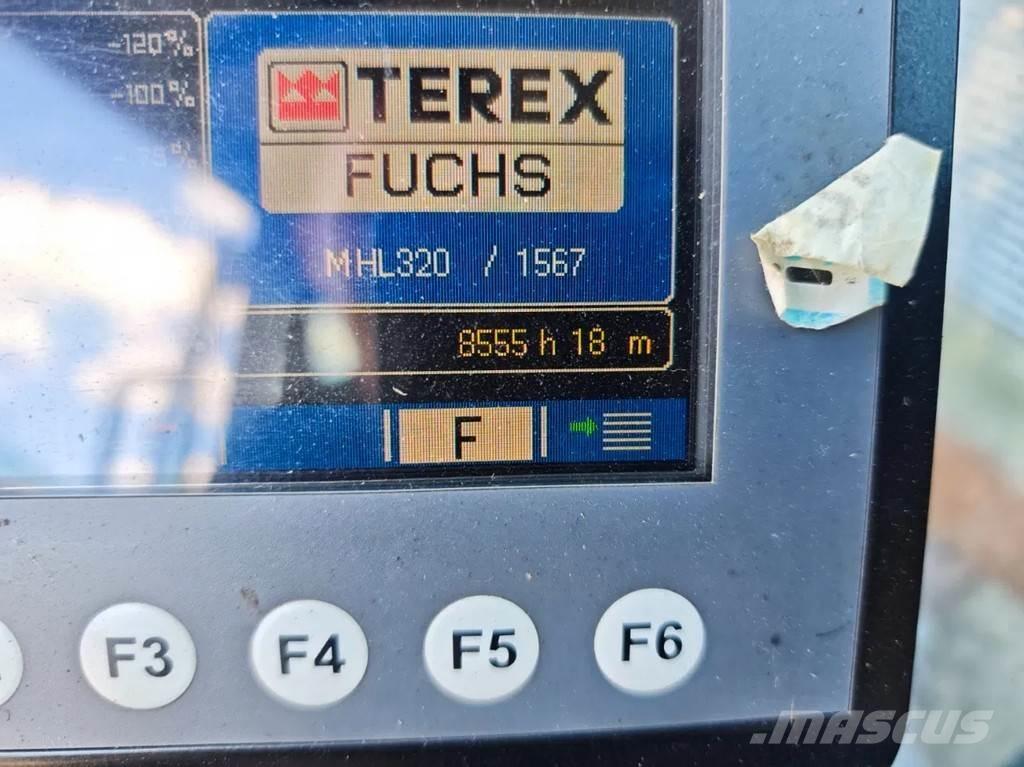 -120%
-100%
TEREX
FUCHS
MHL320 / 1567
8555 h 18 m
F
F3 F4 F5 F6
MASCUS